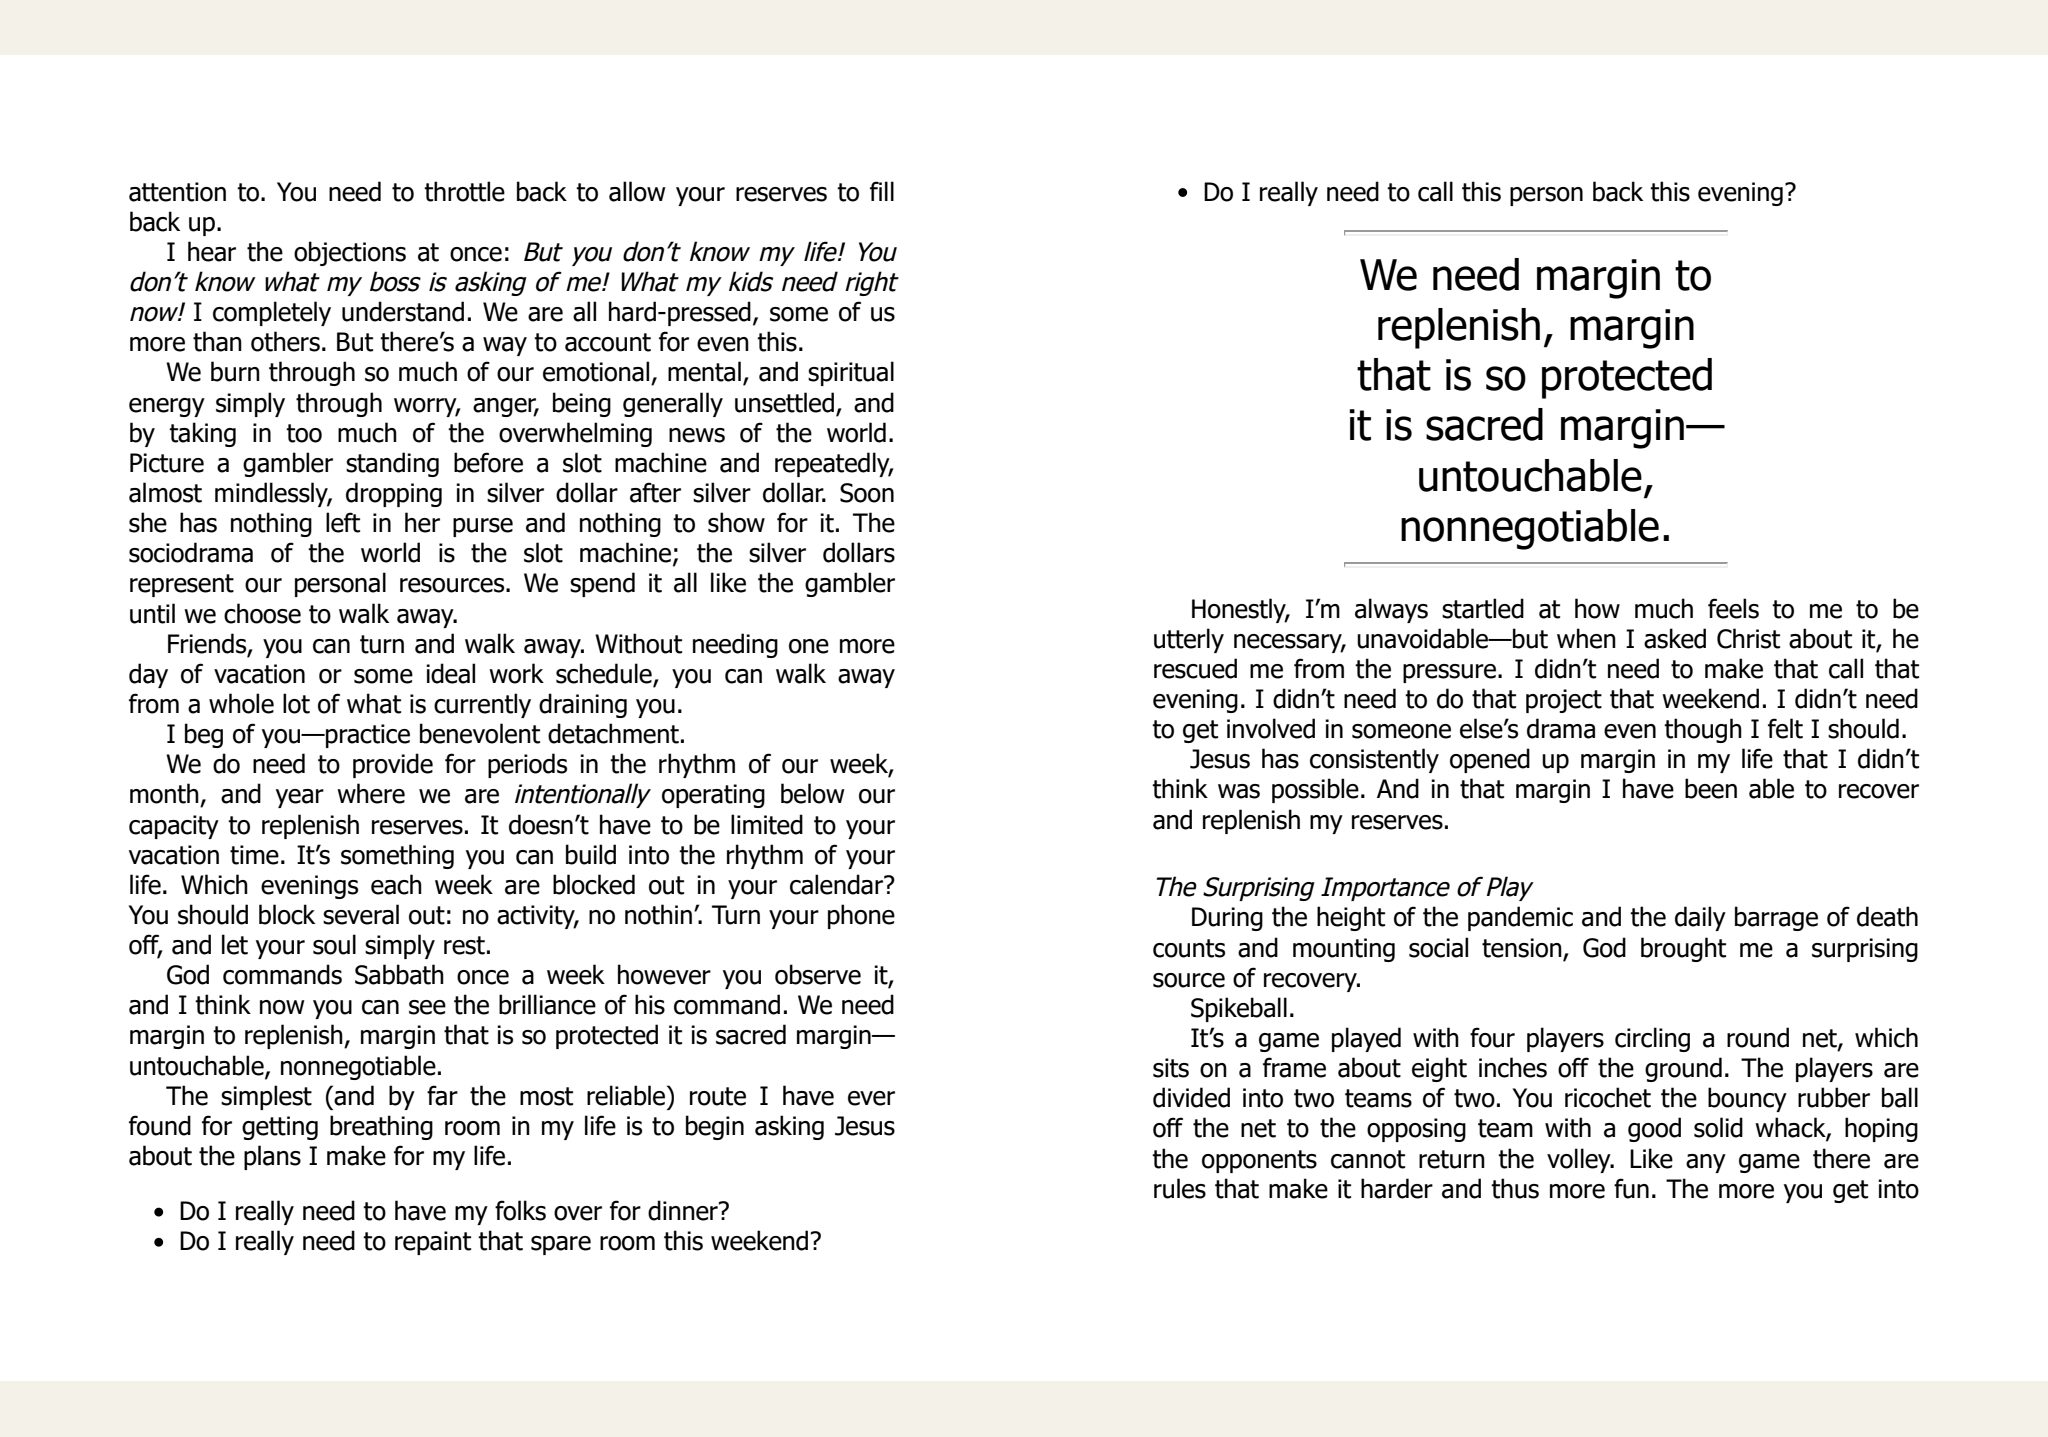 attention to. You need to throttle back to allow your reserves to fill
back up.
I hear the objections at once: But you don’t know my life! You
don’t know what my boss is asking of me! What my kids need right
now! I completely understand. We are all hard-pressed, some of us
more than others. But there’s a way to account for even this.
We burn through so much of our emotional, mental, and spiritual
energy simply through worry, anger, being generally unsettled, and
by taking in too much of the overwhelming news of the world.
Picture a gambler standing before a slot machine and repeatedly,
almost mindlessly, dropping in silver dollar after silver dollar. Soon
she has nothing left in her purse and nothing to show for it. The
sociodrama of the world is the slot machine; the silver dollars
represent our personal resources. We spend it all like the gambler
until we choose to walk away.
Friends, you can turn and walk away. Without needing one more
day of vacation or some ideal work schedule, you can walk away
from a whole lot of what is currently draining you.
I beg of you—practice benevolent detachment.
We do need to provide for periods in the rhythm of our week,
month, and year where we are intentionally operating below our
capacity to replenish reserves. It doesn’t have to be limited to your
vacation time. It’s something you can build into the rhythm of your
life. Which evenings each week are blocked out in your calendar?
You should block several out: no activity, no nothin’. Turn your phone
off, and let your soul simply rest.
God commands Sabbath once a week however you observe it,
and I think now you can see the brilliance of his command. We need
margin to replenish, margin that is so protected it is sacred margin—
untouchable, nonnegotiable.
The simplest (and by far the most reliable) route I have ever
found for getting breathing room in my life is to begin asking Jesus
about the plans I make for my life.
• Do I really need to have my folks over for dinner?
• Do I really need to repaint that spare room this weekend?
• Do I really need to call this person back this evening?
We need margin to
replenish, margin
that is so protected
it is sacred margin—
untouchable,
nonnegotiable.
Honestly, I’m always startled at how much feels to me to be
utterly necessary, unavoidable—but when I asked Christ about it, he
rescued me from the pressure. I didn’t need to make that call that
evening. I didn’t need to do that project that weekend. I didn’t need
to get involved in someone else’s drama even though I felt I should.
Jesus has consistently opened up margin in my life that I didn’t
think was possible. And in that margin I have been able to recover
and replenish my reserves.
The Surprising Importance of Play
During the height of the pandemic and the daily barrage of death
counts and mounting social tension, God brought me a surprising
source of recovery.
Spikeball.
It’s a game played with four players circling a round net, which
sits on a frame about eight inches off the ground. The players are
divided into two teams of two. You ricochet the bouncy rubber ball
off the net to the opposing team with a good solid whack, hoping
the opponents cannot return the volley. Like any game there are
rules that make it harder and thus more fun. The more you get into